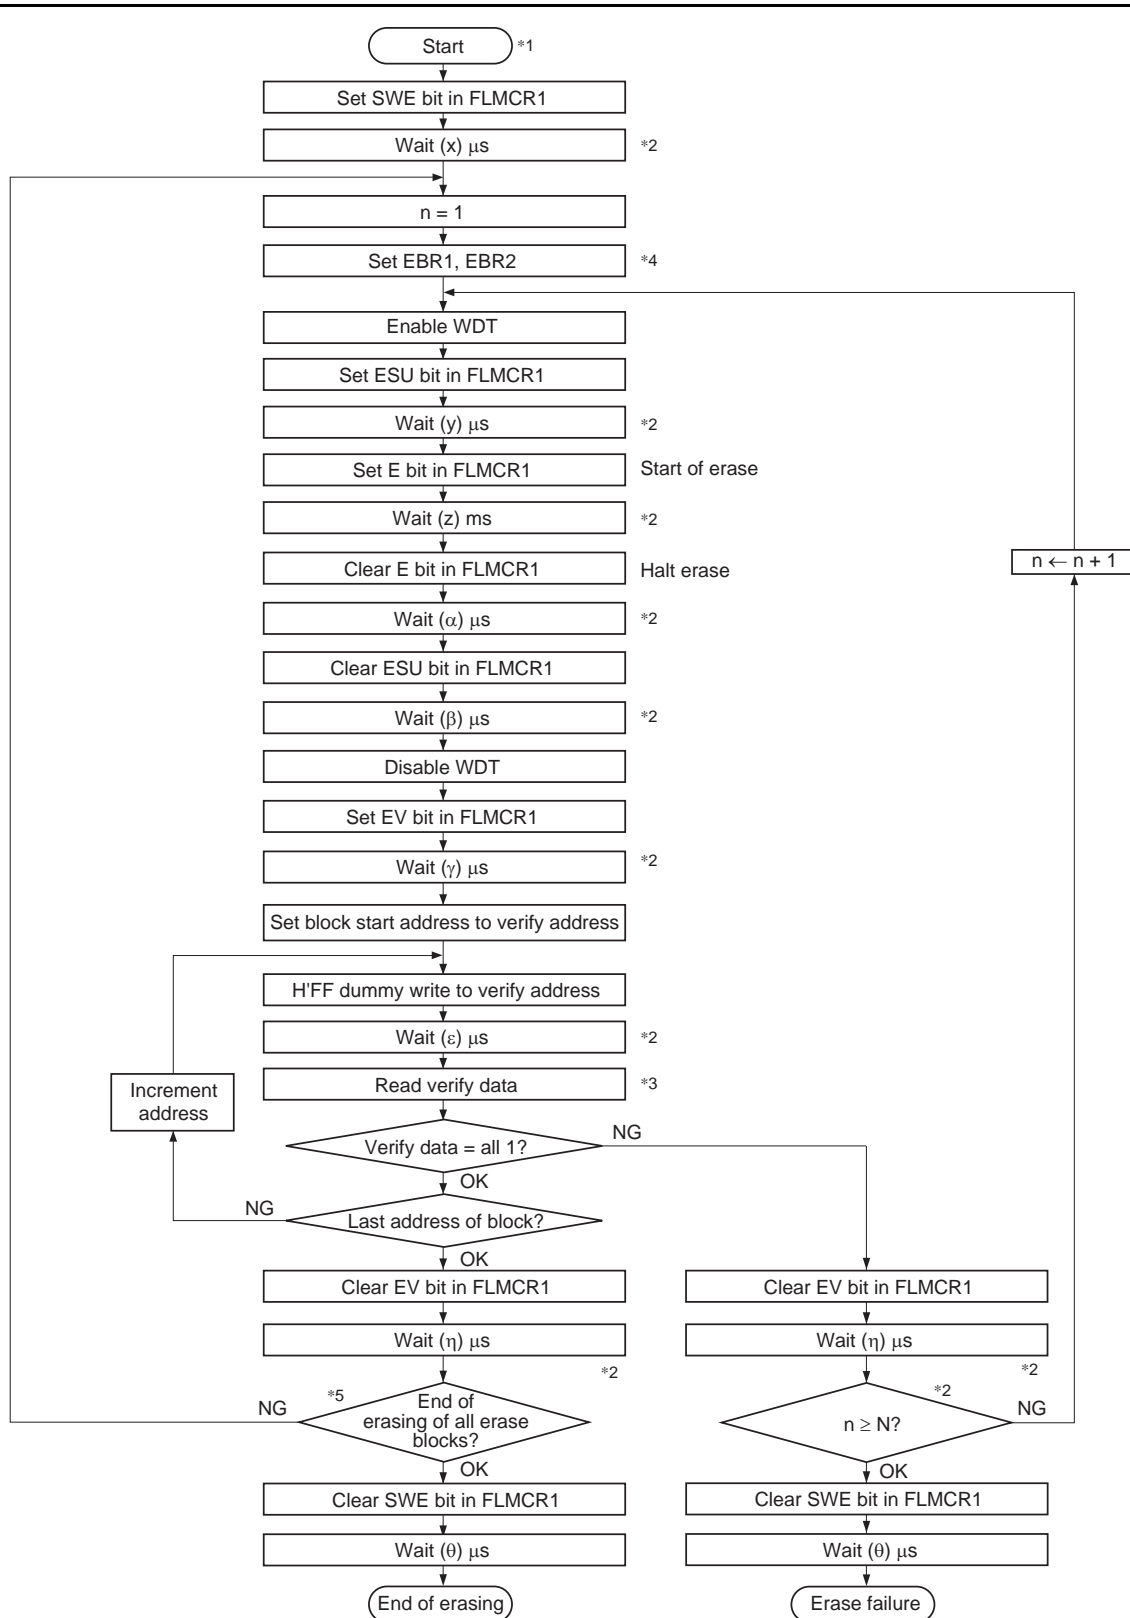 Start *1
Set SWE bit in FLMCR1
Wait (x) μs *2
n = 1
Set EBR1, EBR2 *4
Enable WDT
Set ESU bit in FLMCR1
Wait (y) μs *2
Set E bit in FLMCR1 Start of erase
Wait (z) ms *2
Clear E bit in FLMCR1 Halt erase
n ← n + 1
Wait (α) μs *2
Clear ESU bit in FLMCR1
Wait (β) μs *2
Disable WDT
Set EV bit in FLMCR1
Wait (γ) μs *2
Set block start address to verify address
H'FF dummy write to verify address
Wait (ε) μs *2
Read verify data *3
Increment
address
Verify data = all 1? NG
OK
NG Last address of block?
OK
Clear EV bit in FLMCR1 Clear EV bit in FLMCR1
Wait (η) μs Wait (η) μs
*2 *2
*5 *2
NG End of
erasing of all erase
blocks?
n ≥ N? NG
OK OK
Clear SWE bit in FLMCR1 Clear SWE bit in FLMCR1
Wait (θ) μs Wait (θ) μs
End of erasing Erase failure